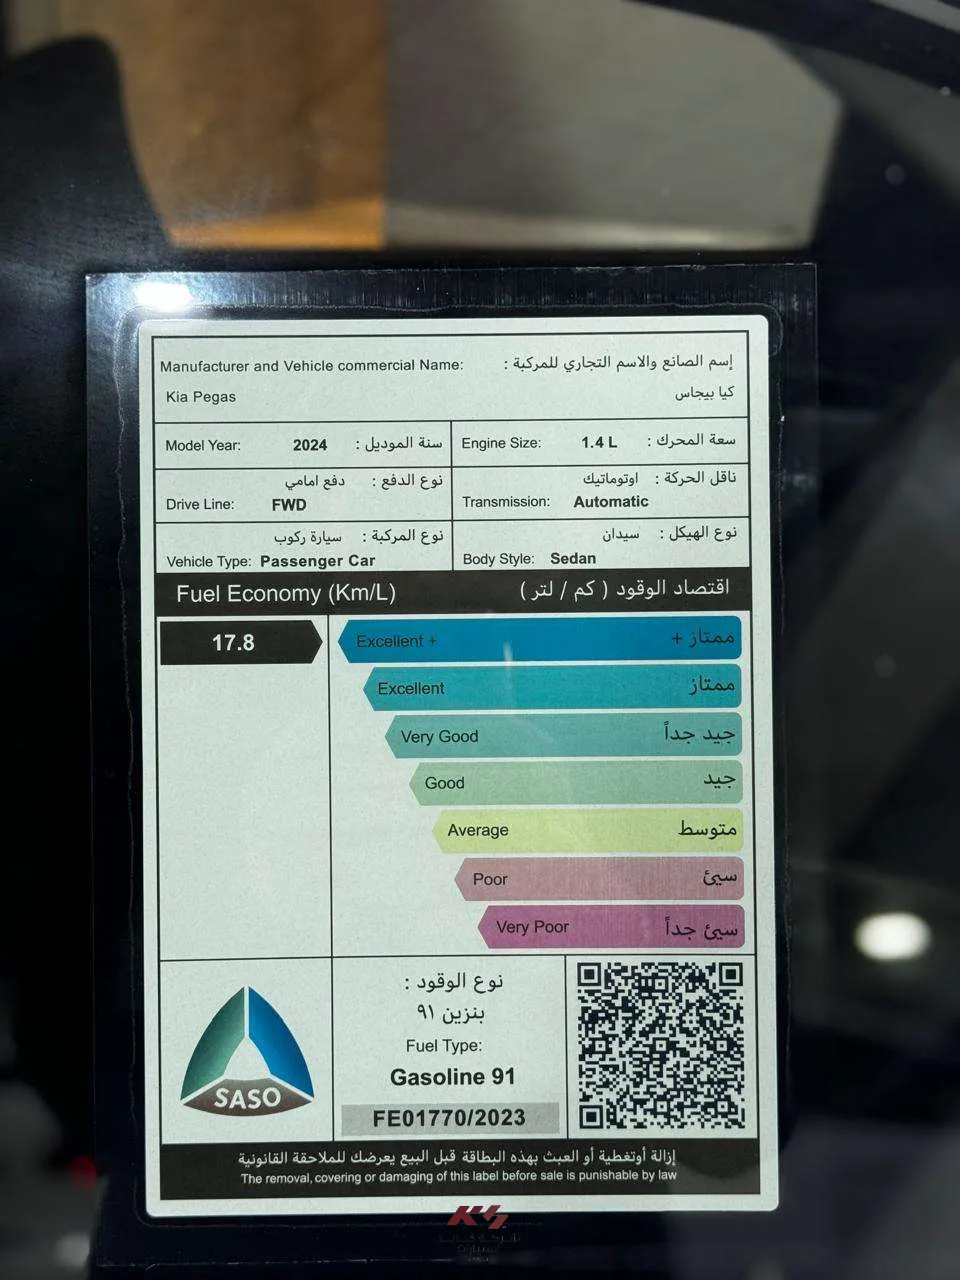 Manufacturer and Vehicle commercial Name: إسم الصانع والاسم التجاري للمركبة :
Kia Pegas كيا بيجاس
Model Year: 2024 سنة الموديل :
Engine Size: 1.4 L سعة المحرك :
نوع الدفع : دفع امامي
Drive Line: FWD
ناقل الحركة : اوتوماتيك
Transmission: Automatic
نوع المركبة : سيارة ركوب
Vehicle Type: Passenger Car
نوع الهيكل : سيدان
Body Style: Sedan
Fuel Economy (Km/L) اقتصاد الوقود ( كم / لتر )
17.8
Excellent + ممتاز +
Excellent ممتاز
Very Good جيد جداً
Good جيد
Average متوسط
Poor سيئ
Very Poor سيئ جداً
SASO
نوع الوقود :
بنزين ٩١
Fuel Type:
Gasoline 91
FE01770/2023
إزالة أوتغطية أو العبث بهذه البطاقة قبل البيع يعرضك للملاحقة القانونية
The removal, covering or damaging of this label before sale is punishable by law